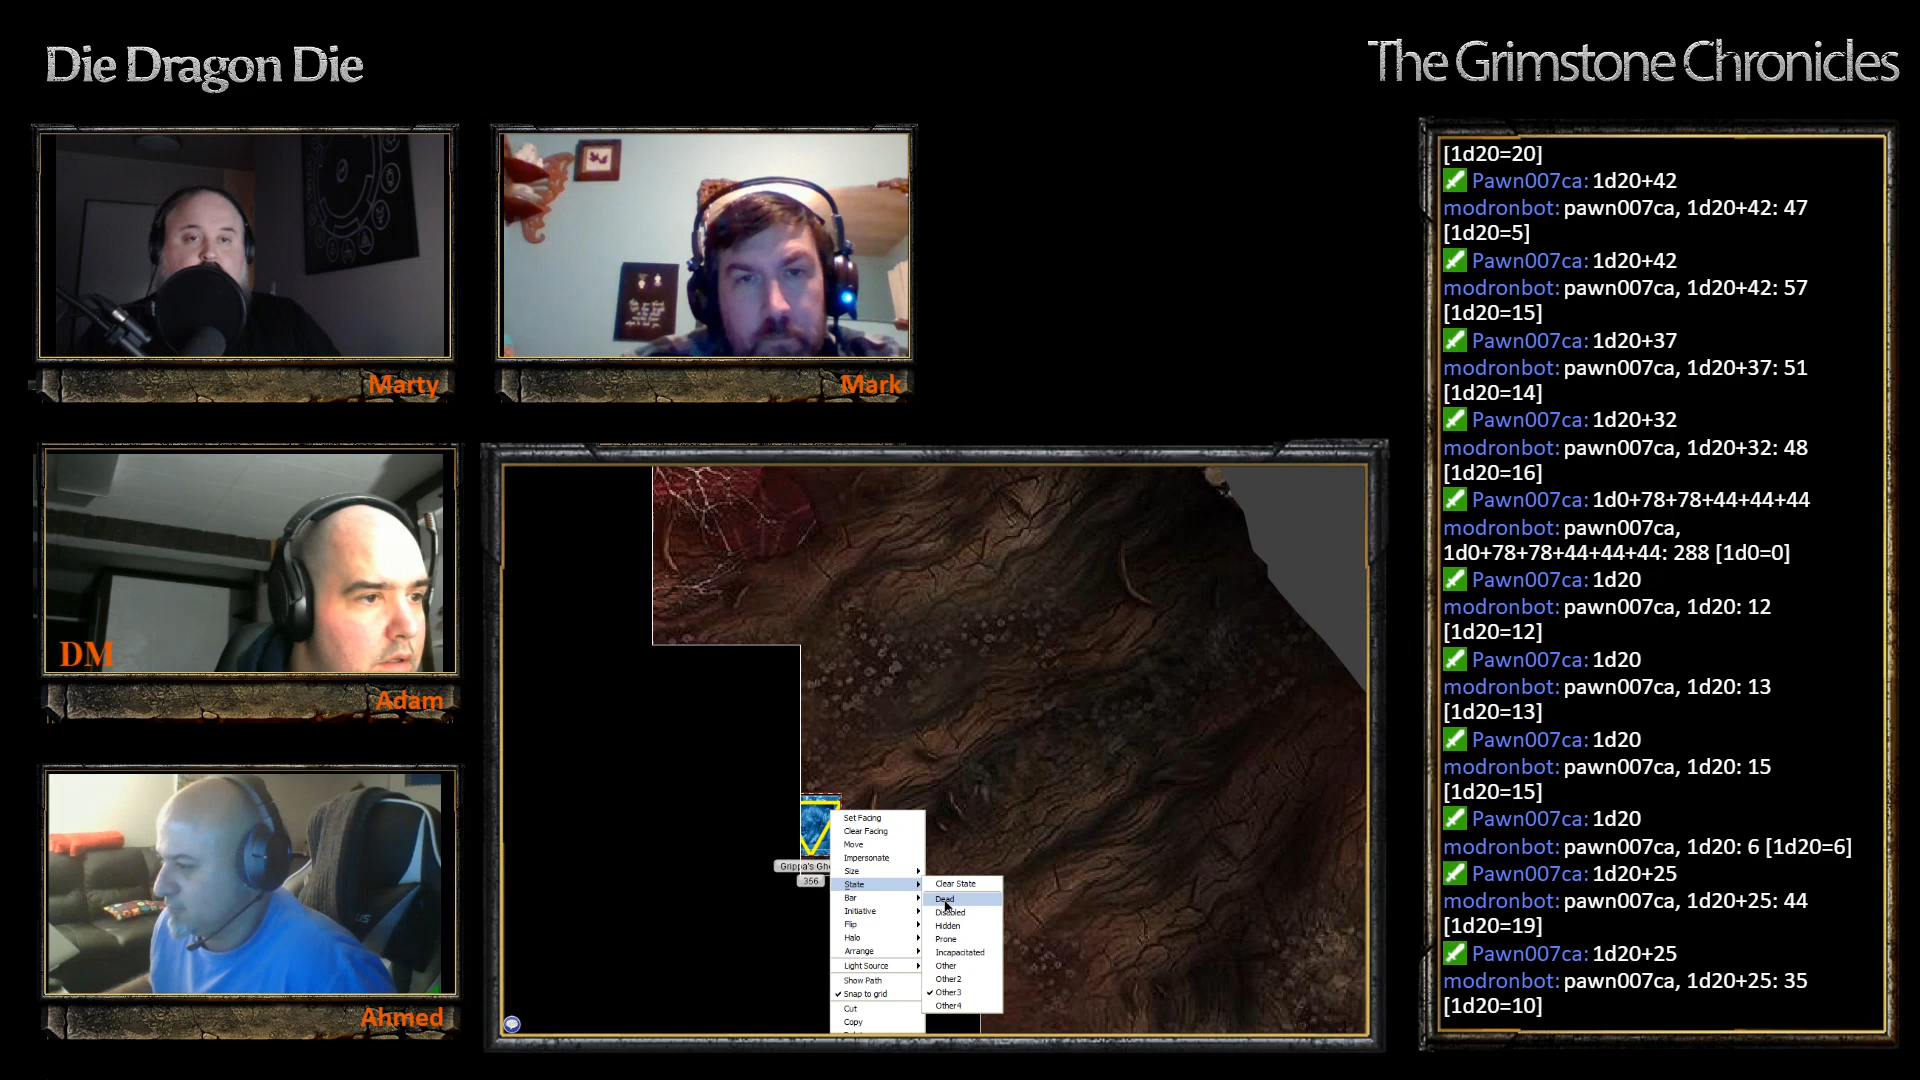 Die Dragon Die
The Grimstone Chronicles
Marty
Mark
DM
Adam
Ahmed
Grippa's Gh
356
Set Facing
Clear Facing
Move
Impersonate
Size
State
Bar
Initiative
Flip
Halo
Arrange
Light Source
Show Path
Snap to grid
Cut
Copy
Clear State
Dead
Disabled
Hidden
Prone
Incapacitated
Other
Other2
Other3
Other4
[1d20=20]
Pawn007ca: 1d20+42
modronbot: pawn007ca, 1d20+42: 47
[1d20=5]
Pawn007ca: 1d20+42
modronbot: pawn007ca, 1d20+42: 57
[1d20=15]
Pawn007ca: 1d20+37
modronbot: pawn007ca, 1d20+37: 51
[1d20=14]
Pawn007ca: 1d20+32
modronbot: pawn007ca, 1d20+32: 48
[1d20=16]
Pawn007ca: 1d0+78+78+44+44+44
modronbot: pawn007ca,
1d0+78+78+44+44+44: 288 [1d0=0]
Pawn007ca: 1d20
modronbot: pawn007ca, 1d20: 12
[1d20=12]
Pawn007ca: 1d20
modronbot: pawn007ca, 1d20: 13
[1d20=13]
Pawn007ca: 1d20
modronbot: pawn007ca, 1d20: 15
[1d20=15]
Pawn007ca: 1d20
modronbot: pawn007ca, 1d20: 6 [1d20=6]
Pawn007ca: 1d20+25
modronbot: pawn007ca, 1d20+25: 44
[1d20=19]
Pawn007ca: 1d20+25
modronbot: pawn007ca, 1d20+25: 35
[1d20=10]